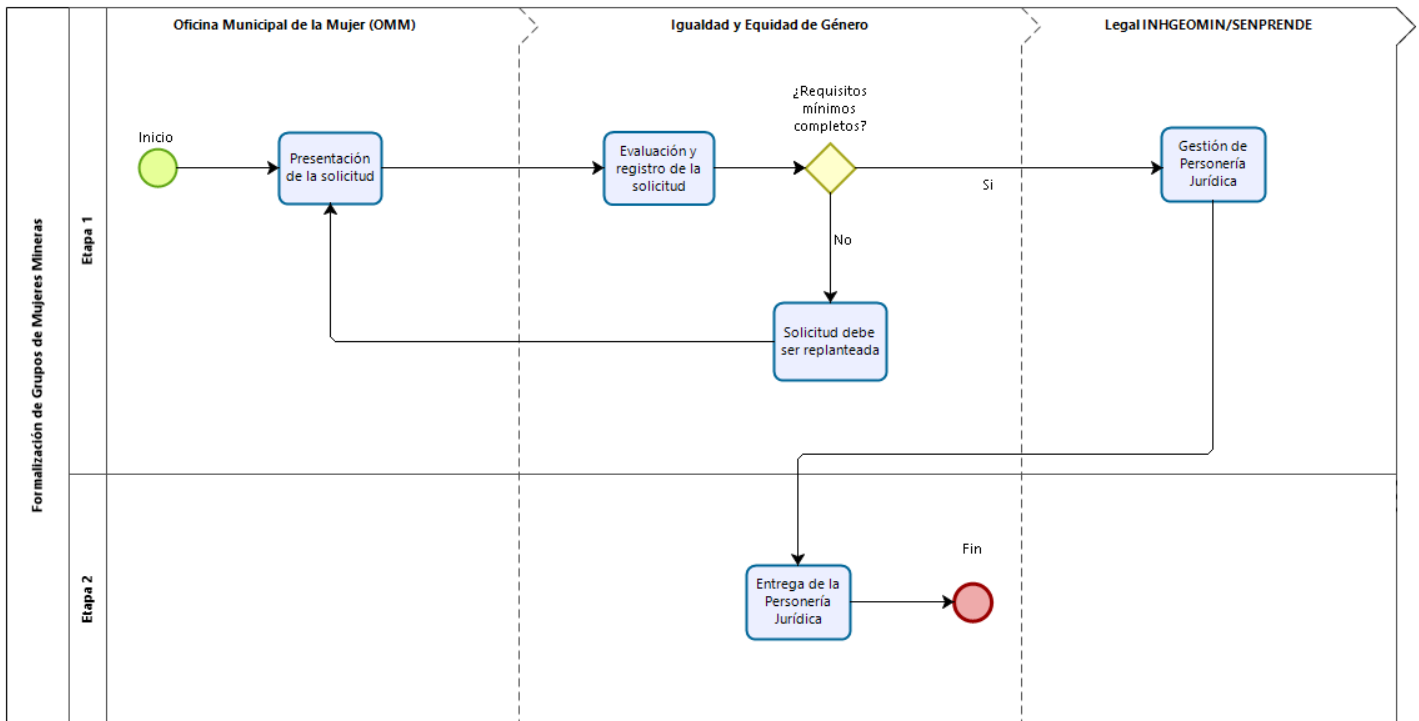 Oficina Municipal de la Mujer (OMM)
Igualdad y Equidad de Género
Legal INHGEOMIN/SENPRENDE
Formalización de Grupos de Mujeres Mineras
Etapa 1
Inicio
Presentación
de la solicitud
Evaluación y
registro de la
solicitud
¿Requisitos
mínimos
completos?
Si
Gestión de
Personería
Jurídica
No
Solicitud debe
ser replanteada
Etapa 2
Entrega de la
Personería
Jurídica
Fin